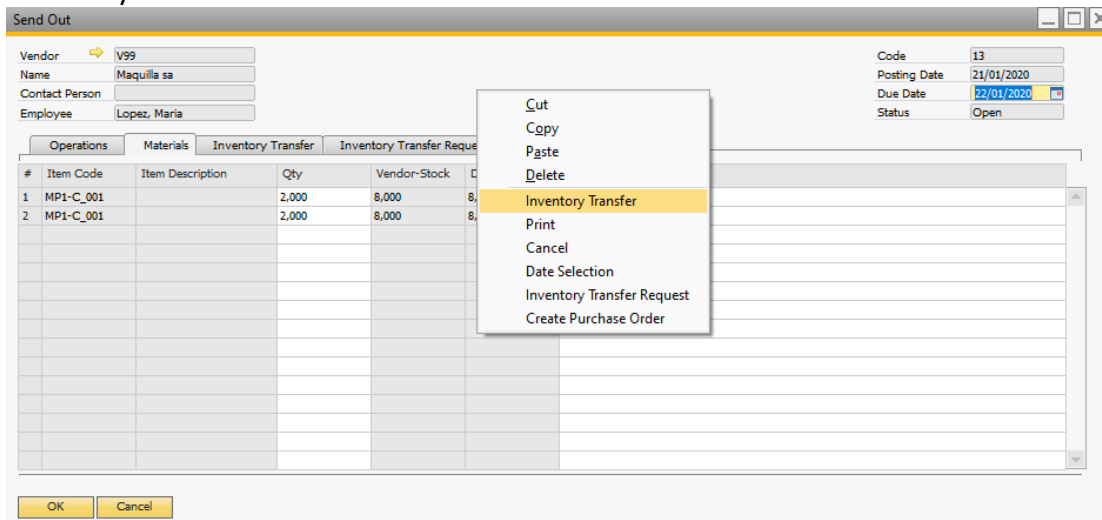 Send Out
Vendor V99
Name Maquilla sa
Contact Person
Employee Lopez, Maria
Code 13
Posting Date 21/01/2020
Due Date 22/01/2020
Status Open
Operations Materials Inventory Transfer Inventory Transfer Reque
# Item Code Item Description Qty Vendor-Stock D
1 MP1-C_001 2,000 8,000 8,
2 MP1-C_001 2,000 8,000 8,
Cut
Copy
Paste
Delete
Inventory Transfer
Print
Cancel
Date Selection
Inventory Transfer Request
Create Purchase Order
OK Cancel